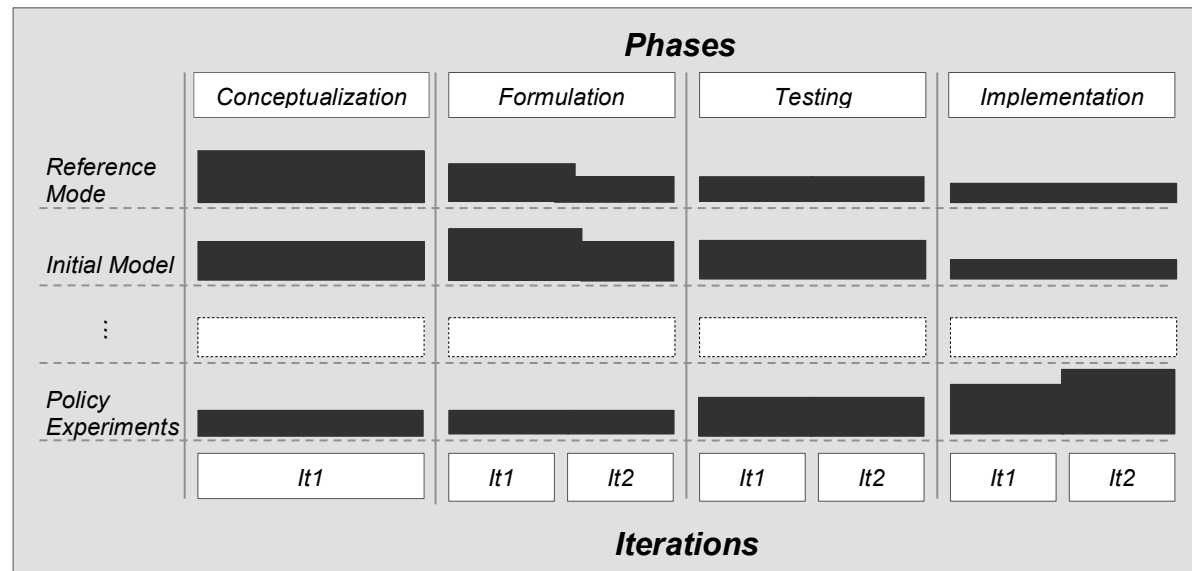 Phases
Conceptualization
Formulation
Testing
Implementation
Reference
Mode
Initial Model
⋮
Policy
Experiments
It1
It1
It2
It1
It2
It1
It2
Iterations